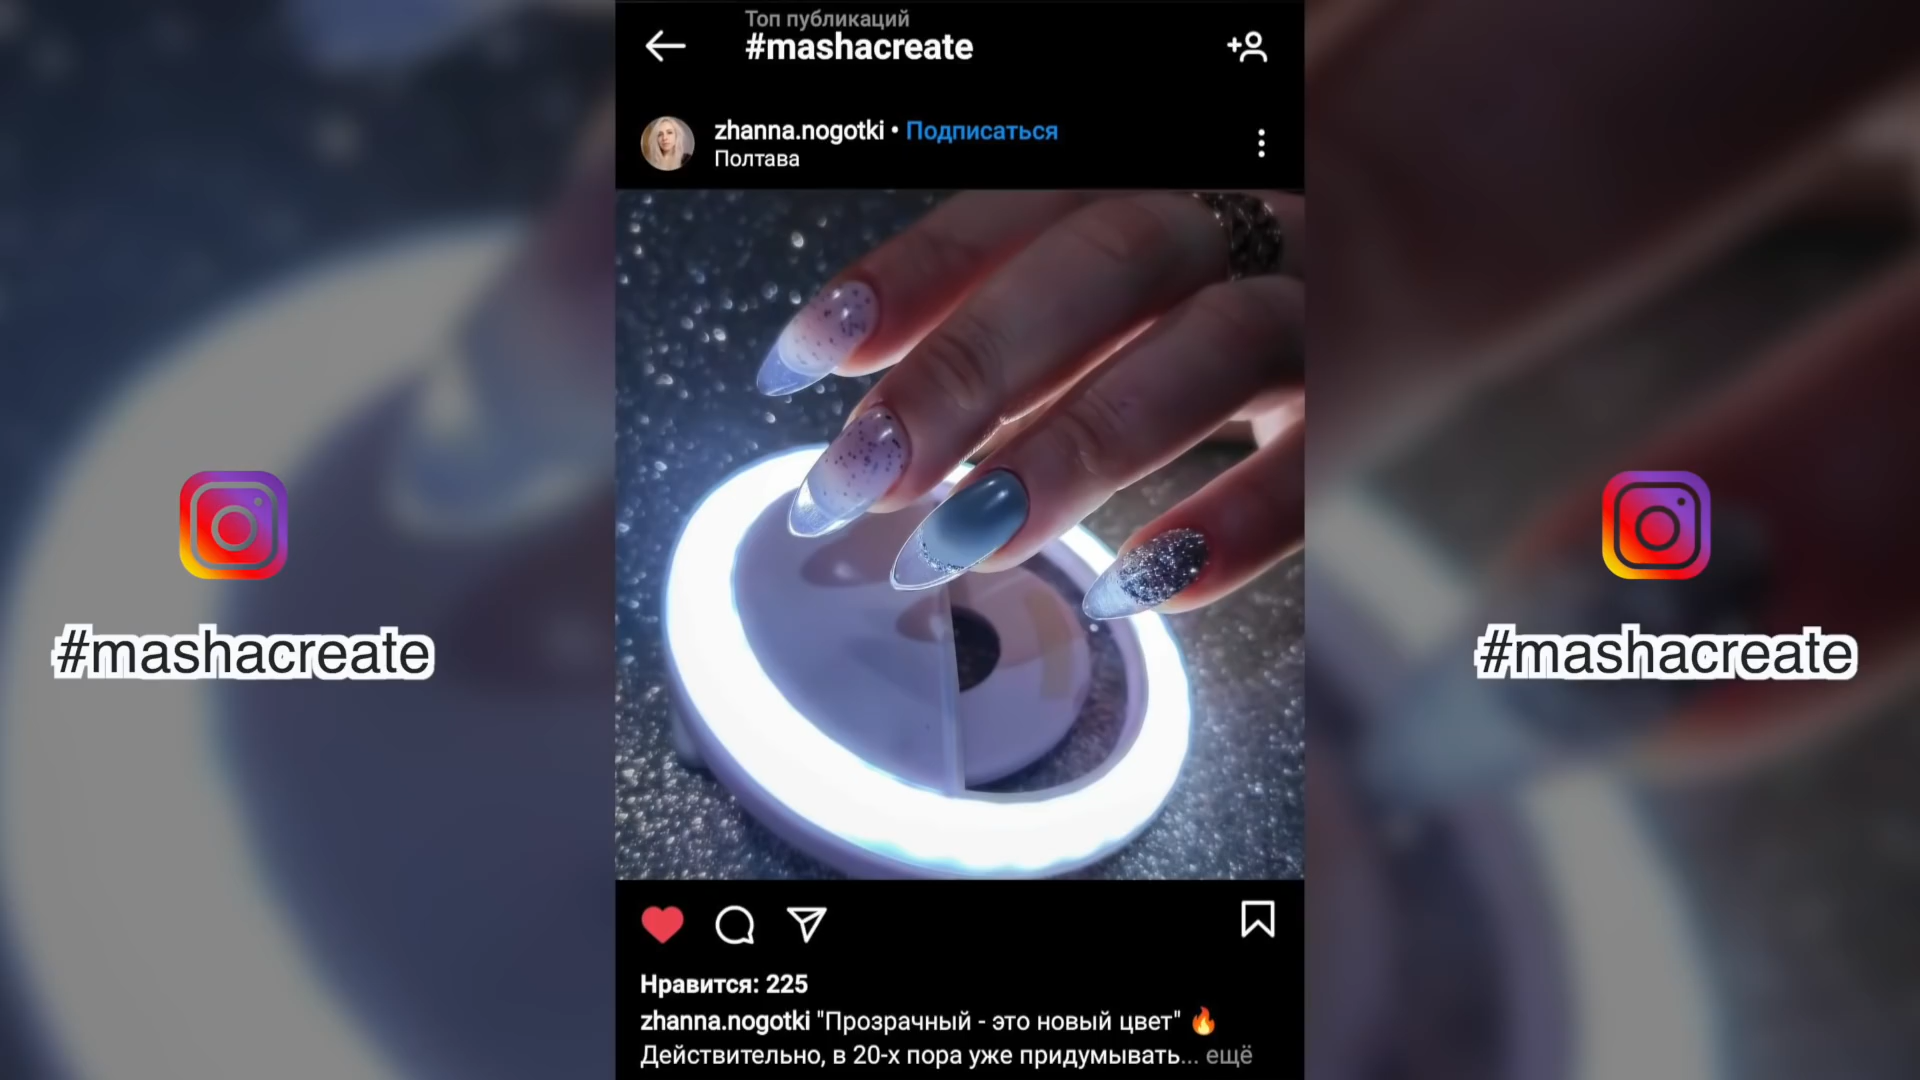 Топ публикаций
#mashacreate
zhanna.nogotki • Подписаться
Полтава
#mashacreate
#mashacreate
Нравится: 225
zhanna.nogotki "Прозрачный - это новый цвет" 🔥
Действительно, в 20-х пора уже придумывать... ещё